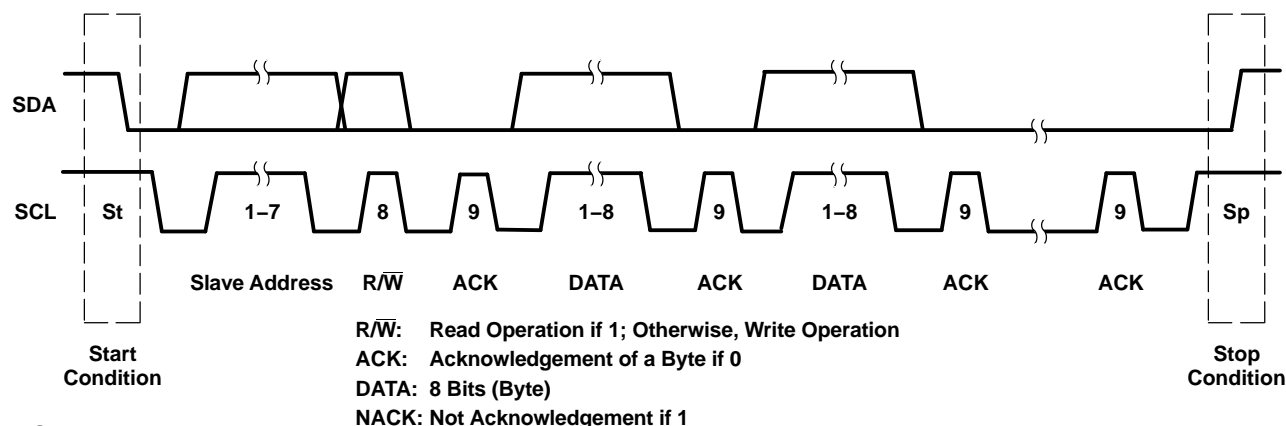 SDA
SCL
St
1–7
8
9
1–8
9
1–8
9
9
Sp
Slave Address
R/W̅
ACK
DATA
ACK
DATA
ACK
ACK
Start
Condition
R/W̅: Read Operation if 1; Otherwise, Write Operation
ACK: Acknowledgement of a Byte if 0
DATA: 8 Bits (Byte)
NACK: Not Acknowledgement if 1
Stop
Condition